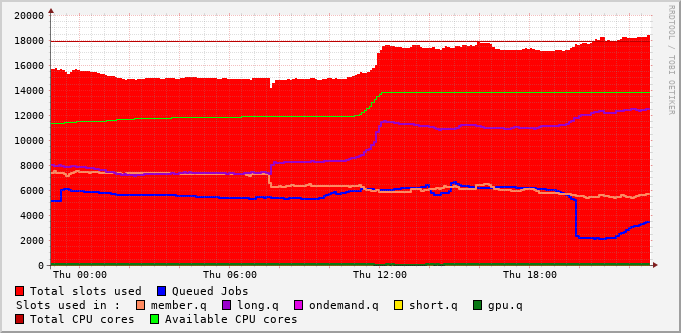 RRDTOOL / TOBI OETIKER
20000
18000
16000
14000
12000
10000
8000
6000
4000
2000
0
Thu 00:00 Thu 06:00 Thu 12:00 Thu 18:00
Total slots used Queued Jobs
Slots used in : member.q long.q ondemand.q short.q gpu.q
Total CPU cores Available CPU cores